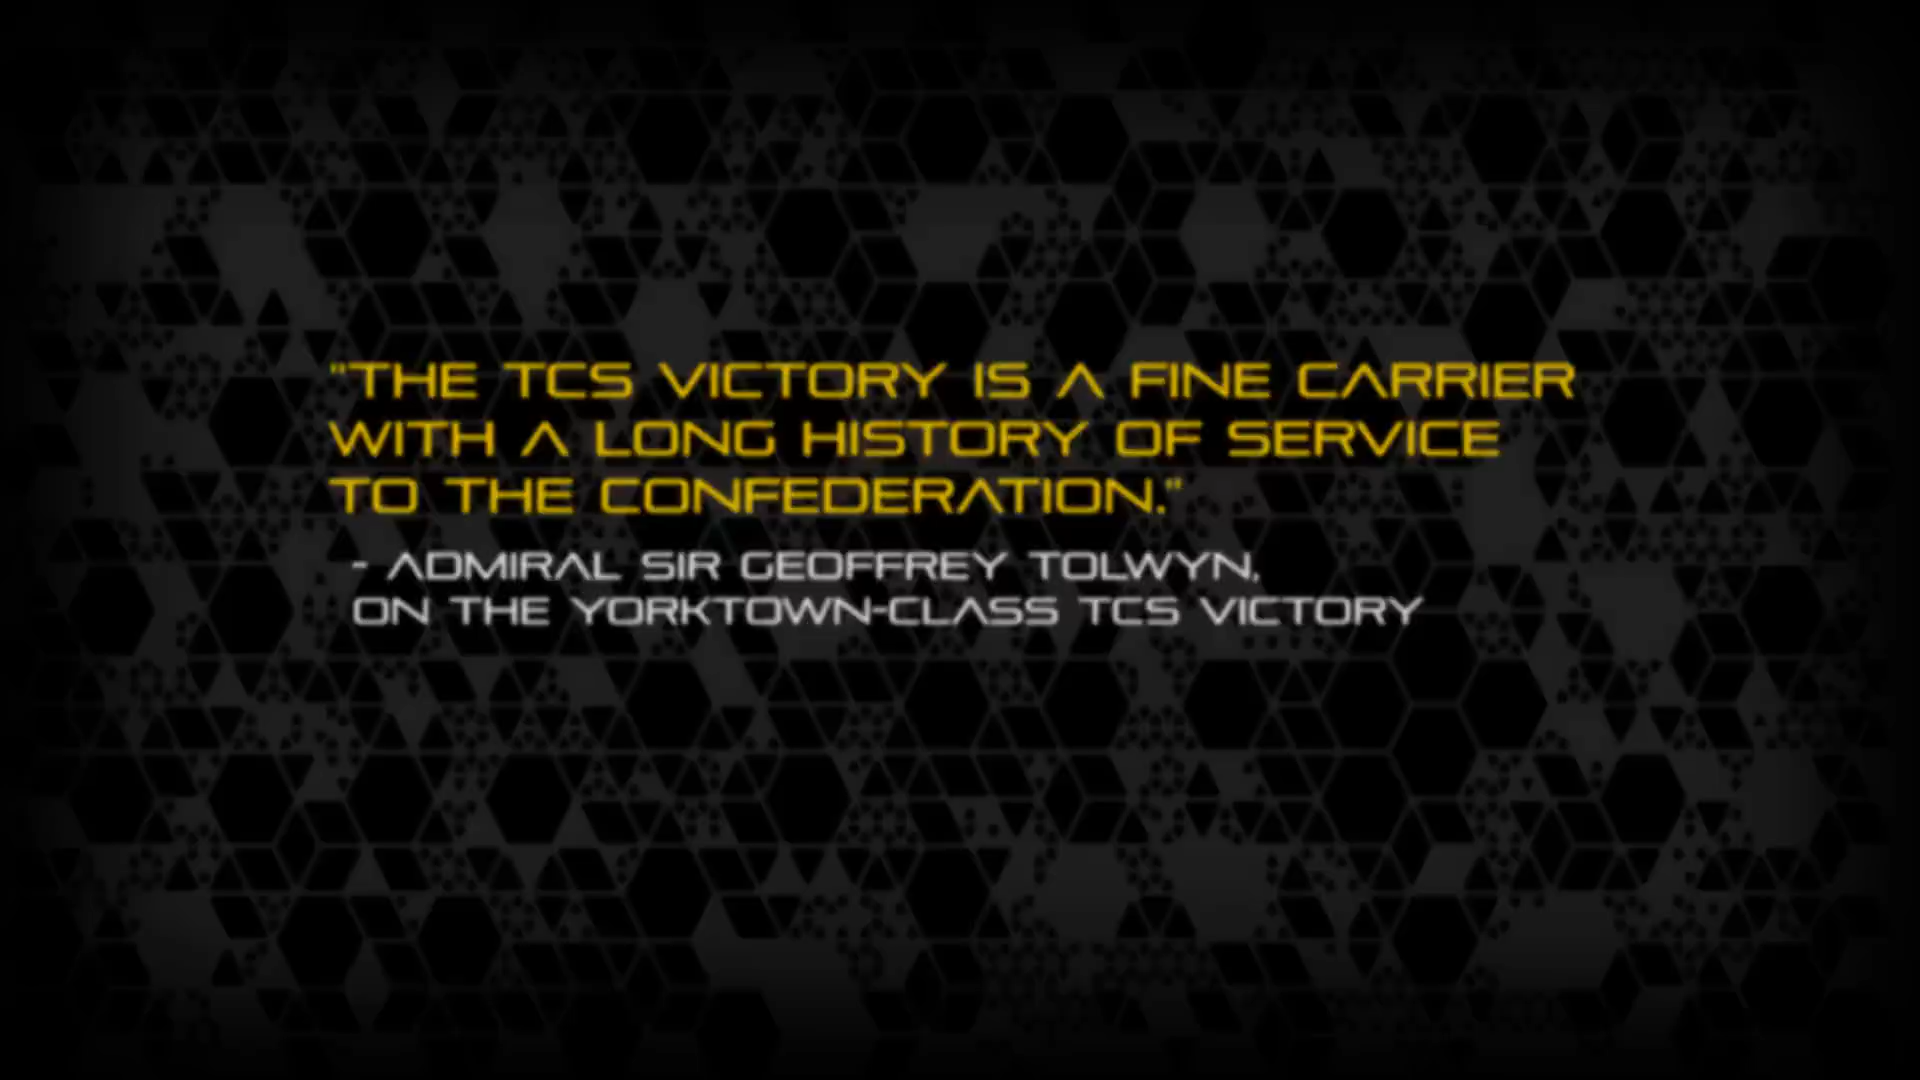 "THE TCS VICTORY IS A FINE CARRIER
WITH A LONG HISTORY OF SERVICE
TO THE CONFEDERATION."
- ADMIRAL SIR GEOFFREY TOLWYN,
ON THE YORKTOWN-CLASS TCS VICTORY